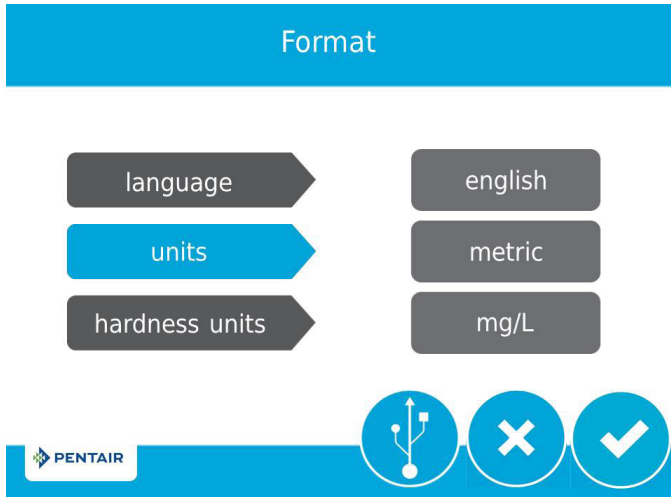 Format
language
english
units
metric
hardness units
mg/L
PENTAIR